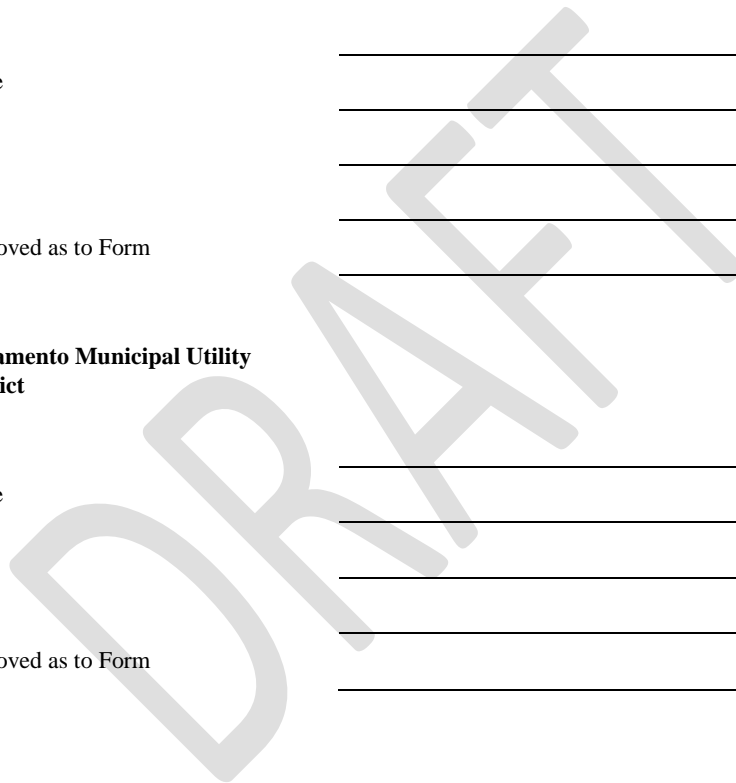 e
oved as to Form
amento Municipal Utility
ict
e
oved as to Form
DRAFT